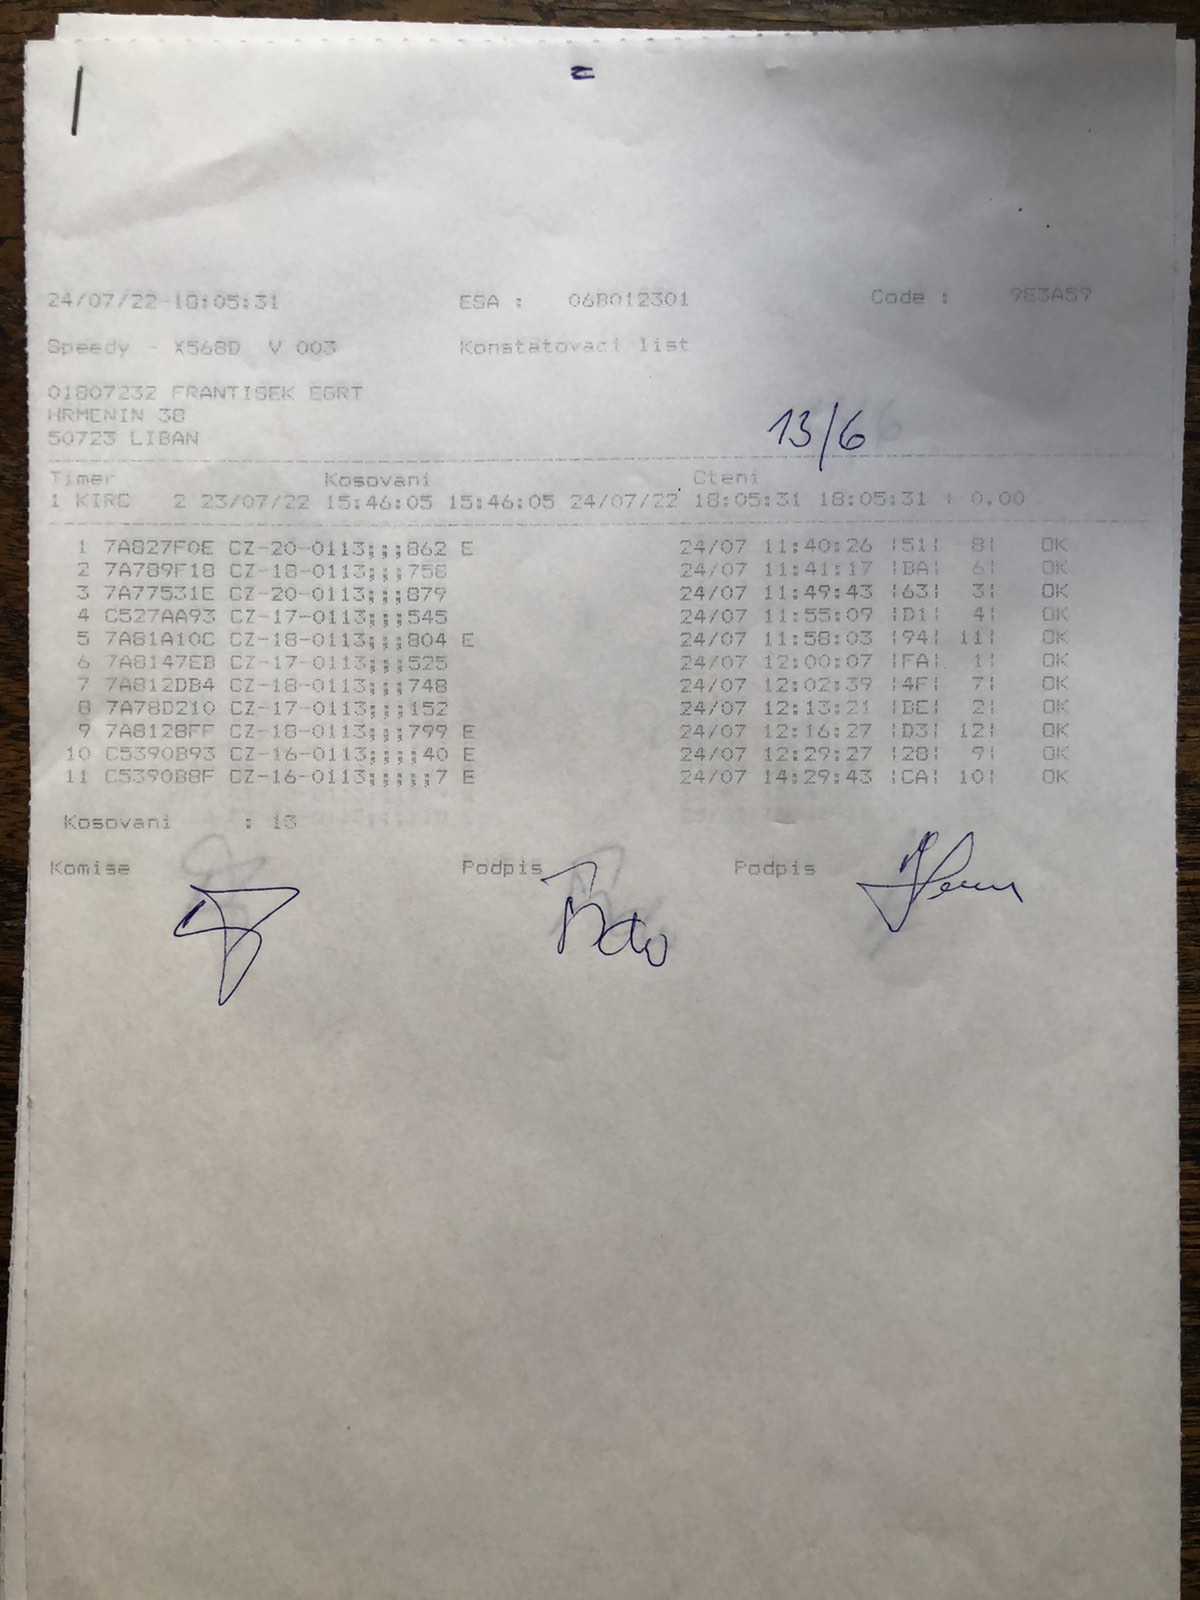 24/07/22 18:05:31 ESA : 06B012301 Code : 9E3A59
Speedy - X568D V 003 Konstatovaci list
01807232 FRANTISEK EGRT
HRMENIN 38
50723 LIBAN
13/6
Timer Kosovani Cteni
1 KIRC 2 23/07/22 15:46:05 15:46:05 24/07/22 18:05:31 18:05:31 + 0.00
1 7A827F0E CZ-20-0113;;;862 E 24/07 11:40:26 |51| 8| OK
2 7A789F18 CZ-18-0113;;;758 24/07 11:41:17 |BA| 6| OK
3 7A77531E CZ-20-0113;;;879 24/07 11:49:43 |63| 3| OK
4 C527AA93 CZ-17-0113;;;545 24/07 11:55:09 |D1| 4| OK
5 7A81A10C CZ-18-0113;;;804 E 24/07 11:58:03 |94| 11| OK
6 7A8147EB CZ-17-0113;;;525 24/07 12:00:07 |FA| 1| OK
7 7A812DB4 CZ-18-0113;;;748 24/07 12:02:39 |4F| 7| OK
8 7A78D210 CZ-17-0113;;;152 24/07 12:13:21 |BE| 2| OK
9 7A8128FF CZ-18-0113;;;799 E 24/07 12:16:27 |D3| 12| OK
10 C5390B93 CZ-16-0113;;;;40 E 24/07 12:29:27 |28| 9| OK
11 C5390B8F CZ-16-0113;;;;;7 E 24/07 14:29:43 |CA| 10| OK
Kosovani : 13
Komise Podpis Podpis